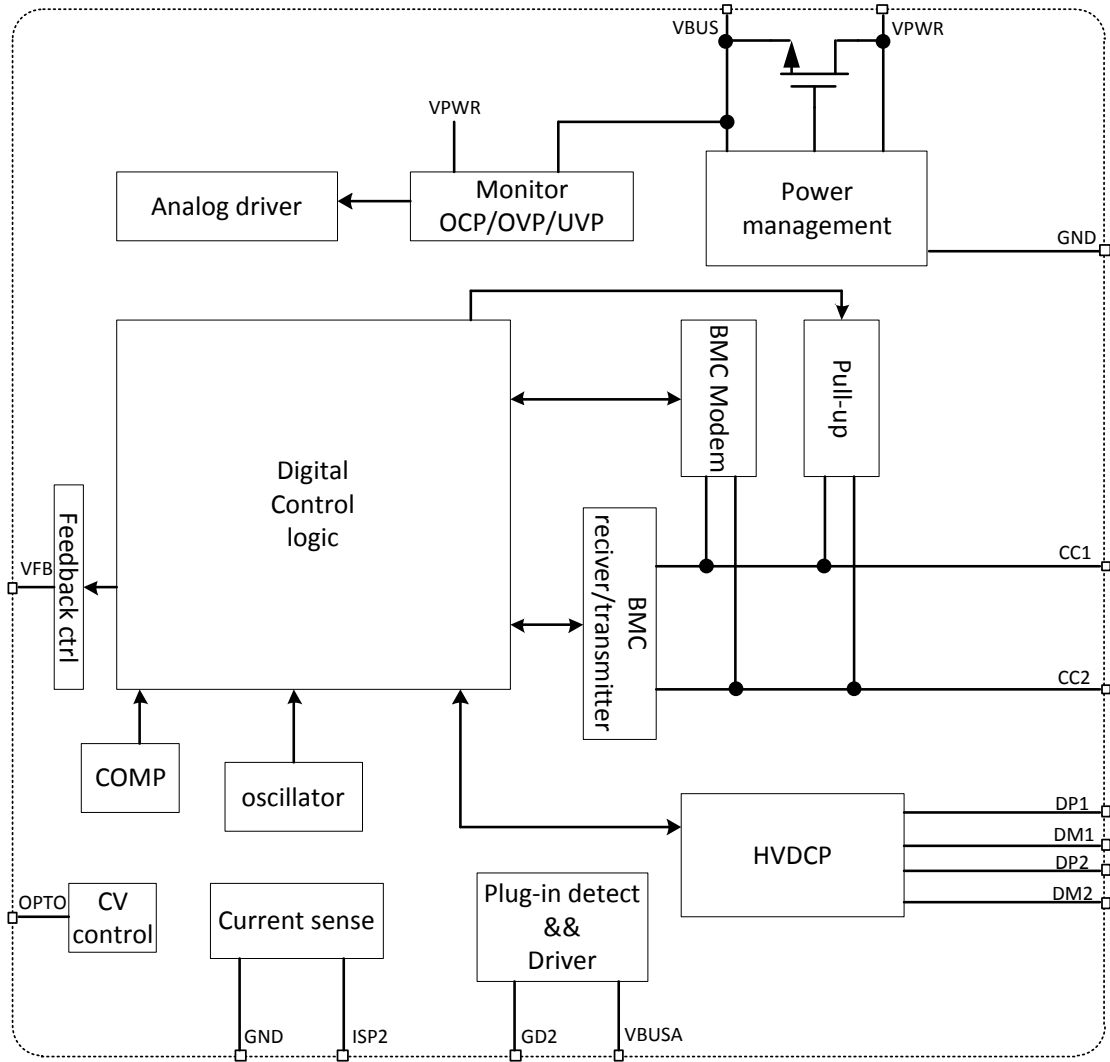 VBUS
VPWR
VPWR
Analog driver
Monitor
OCP/OVP/UVP
Power
management
GND
BMC Modem
Pull-up
Digital
Control
logic
Feedback ctrl
VFB
BMC
reciver/transmitter
CC1
CC2
COMP
oscillator
HVDCP
DP1
DM1
DP2
DM2
OPTO
CV
control
Current sense
Plug-in detect
&&
Driver
GND
ISP2
GD2
VBUSA